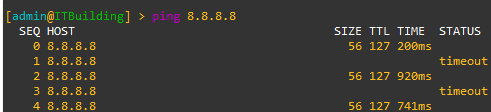 [admin@ITBuilding] > ping 8.8.8.8
SEQ HOST SIZE TTL TIME STATUS
0 8.8.8.8 56 127 200ms
1 8.8.8.8 timeout
2 8.8.8.8 56 127 920ms
3 8.8.8.8 timeout
4 8.8.8.8 56 127 741ms